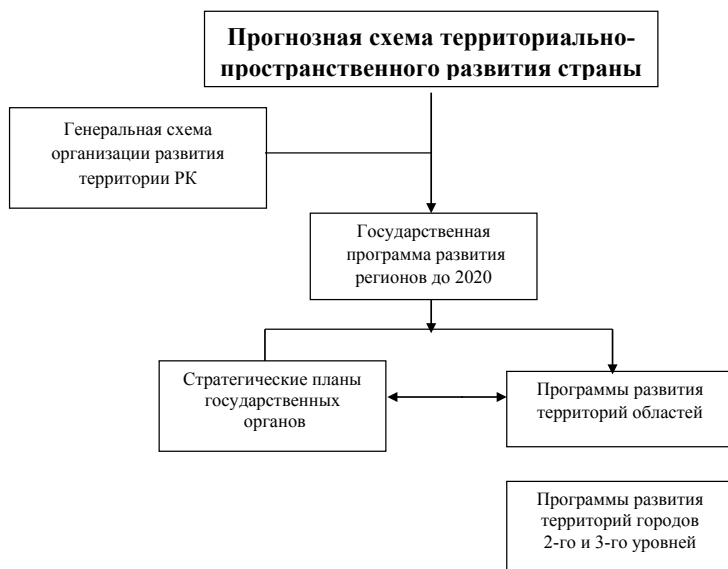 Прогнозная схема территориально-
пространственного развития страны
Генеральная схема
организации развития
территории РК
Государственная
программа развития
регионов до 2020
Стратегические планы
государственных
органов
Программы развития
территорий областей
Программы развития
территорий городов
2-го и 3-го уровней